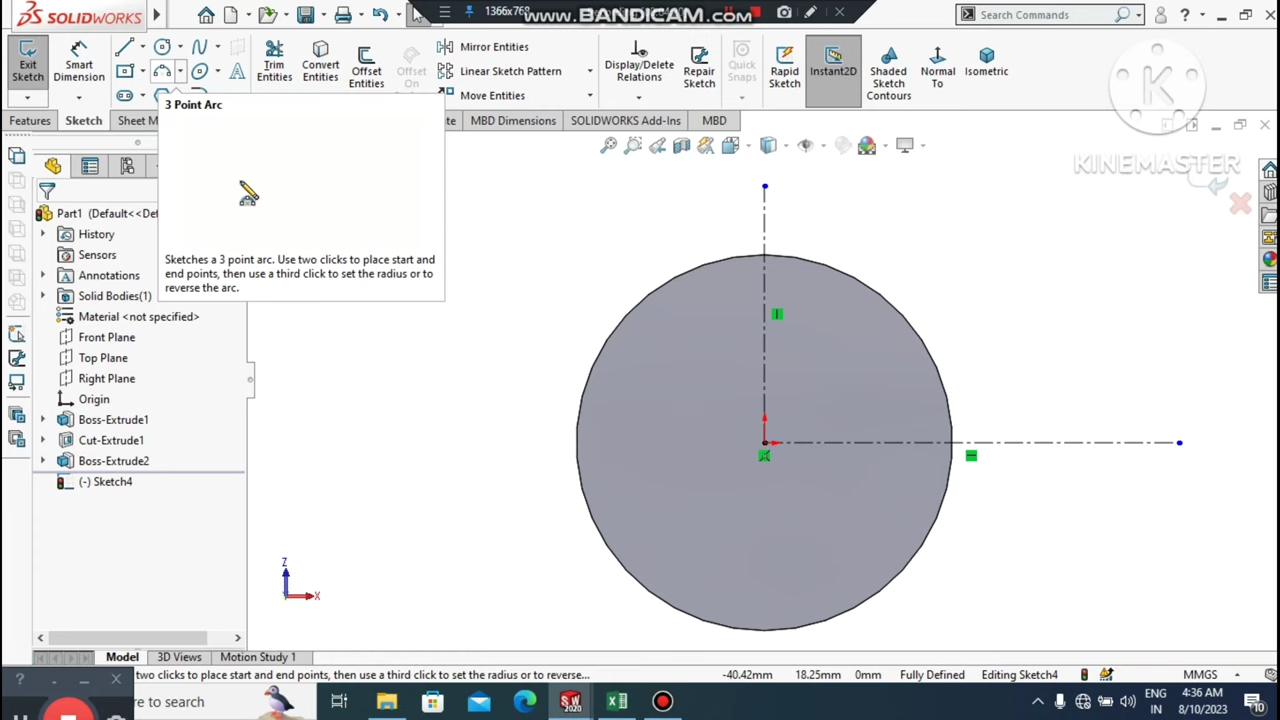 SOLIDWORKS
1366x768
www.BANDICAM.com
Search Commands
Exit Sketch
Smart Dimension
Trim Entities
Convert Entities
Offset Entities
Offset On
Mirror Entities
Linear Sketch Pattern
Move Entities
Display/Delete Relations
Repair Sketch
Quick Snaps
Rapid Sketch
Instant2D
Shaded Sketch Contours
Normal To
Isometric
Features
Sketch
Sheet M
te
MBD Dimensions
SOLIDWORKS Add-Ins
MBD
3 Point Arc
Sketches a 3 point arc. Use two clicks to place start and
end points, then use a third click to set the radius or to
reverse the arc.
K
KINEMASTER
Part1 (Default<<De
History
Sensors
Annotations
Solid Bodies(1)
Material <not specified>
Front Plane
Top Plane
Right Plane
Origin
Boss-Extrude1
Cut-Extrude1
Boss-Extrude2
(-) Sketch4
Z
X
Model
3D Views
Motion Study 1
two clicks to place start and end points, then use a third click to set the radius or to reverse...
-40.42mm
18.25mm
0mm
Fully Defined
Editing Sketch4
MMGS
here to search
SW
2020
ENG
IN
4:36 AM
8/10/2023
10